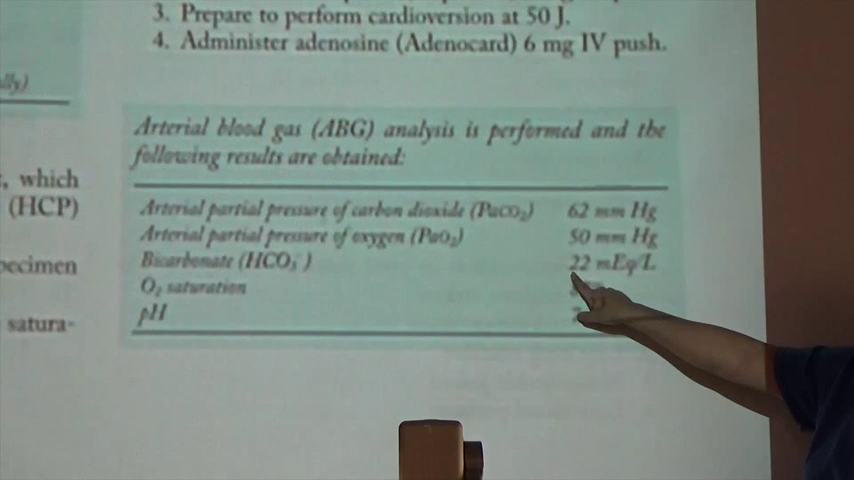 3. Prepare to perform cardioversion at 50 J.
4. Administer adenosine (Adenocard) 6 mg IV push.
ally)
Arterial blood gas (ABG) analysis is performed and the
following results are obtained:
, which
(HCP)
pecimen
satura-
Arterial partial pressure of carbon dioxide (PaCO₂) 62 mm Hg
Arterial partial pressure of oxygen (PaO₂) 50 mm Hg
Bicarbonate (HCO₃⁻) 22 mEq/L
O₂ saturation
pH